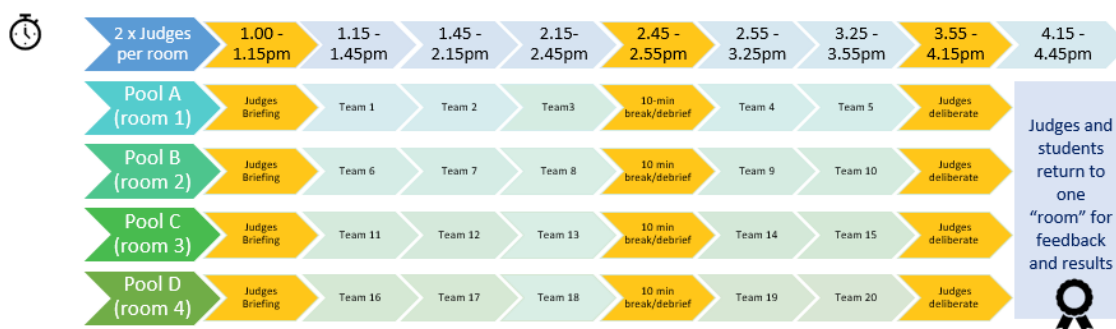 2 x Judges
per room
1.00 -
1.15pm
1.15 -
1.45pm
1.45 -
2.15pm
2.15-
2.45pm
2.45 -
2.55pm
2.55 -
3.25pm
3.25 -
3.55pm
3.55 -
4.15pm
4.15 -
4.45pm
Pool A
(room 1)
Judges
Briefing
Team 1
Team 2
Team3
10-min
break/debrief
Team 4
Team 5
Judges
deliberate
Pool B
(room 2)
Judges
Briefing
Team 6
Team 7
Team 8
10 min
break/debrief
Team 9
Team 10
Judges
deliberate
Pool C
(room 3)
Judges
Briefing
Team 11
Team 12
Team 13
10 min
break/debrief
Team 14
Team 15
Judges
deliberate
Pool D
(room 4)
Judges
Briefing
Team 16
Team 17
Team 18
10 min
break/debrief
Team 19
Team 20
Judges
deliberate
Judges and
students
return to
one
“room” for
feedback
and results